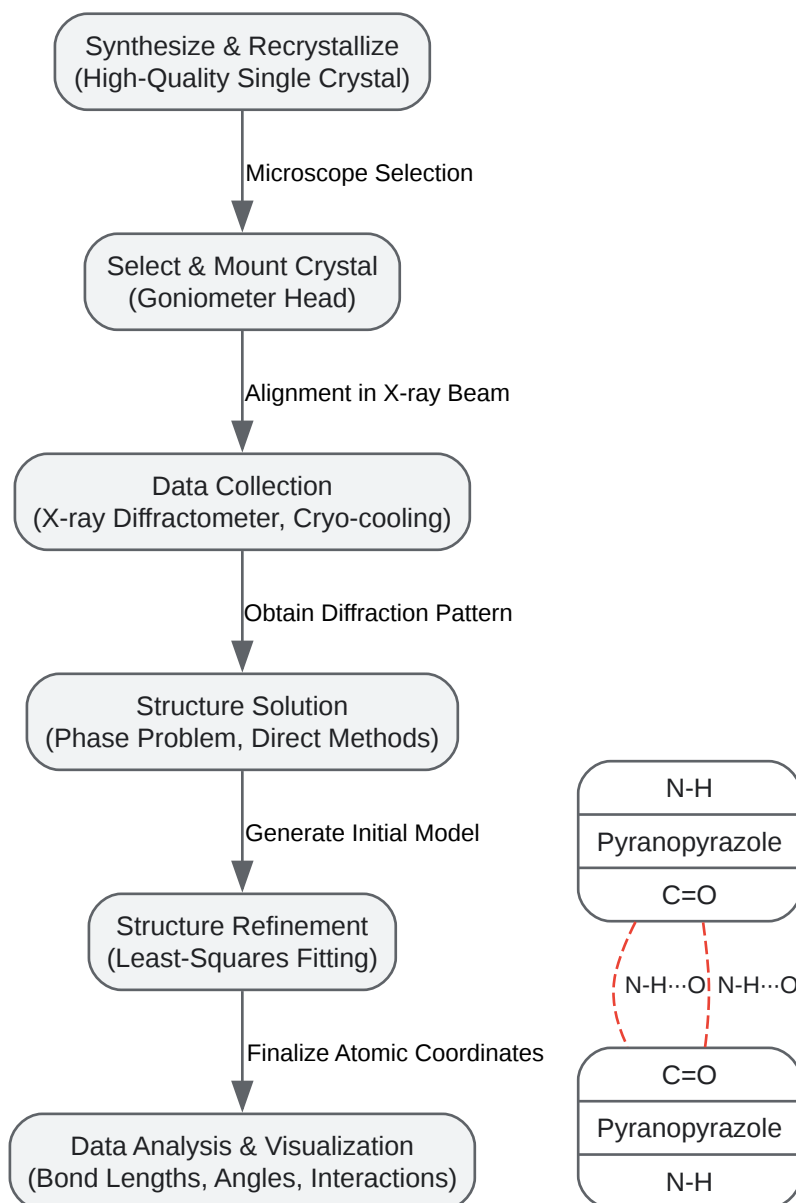 Synthesize & Recrystallize
(High-Quality Single Crystal)
Microscope Selection
Select & Mount Crystal
(Goniometer Head)
Alignment in X-ray Beam
Data Collection
(X-ray Diffractometer, Cryo-cooling)
Obtain Diffraction Pattern
Structure Solution
(Phase Problem, Direct Methods)
Generate Initial Model
Structure Refinement
(Least-Squares Fitting)
Finalize Atomic Coordinates
Data Analysis & Visualization
(Bond Lengths, Angles, Interactions)
N-H
Pyranopyrazole
C=O
N-H···O N-H···O
C=O
Pyranopyrazole
N-H